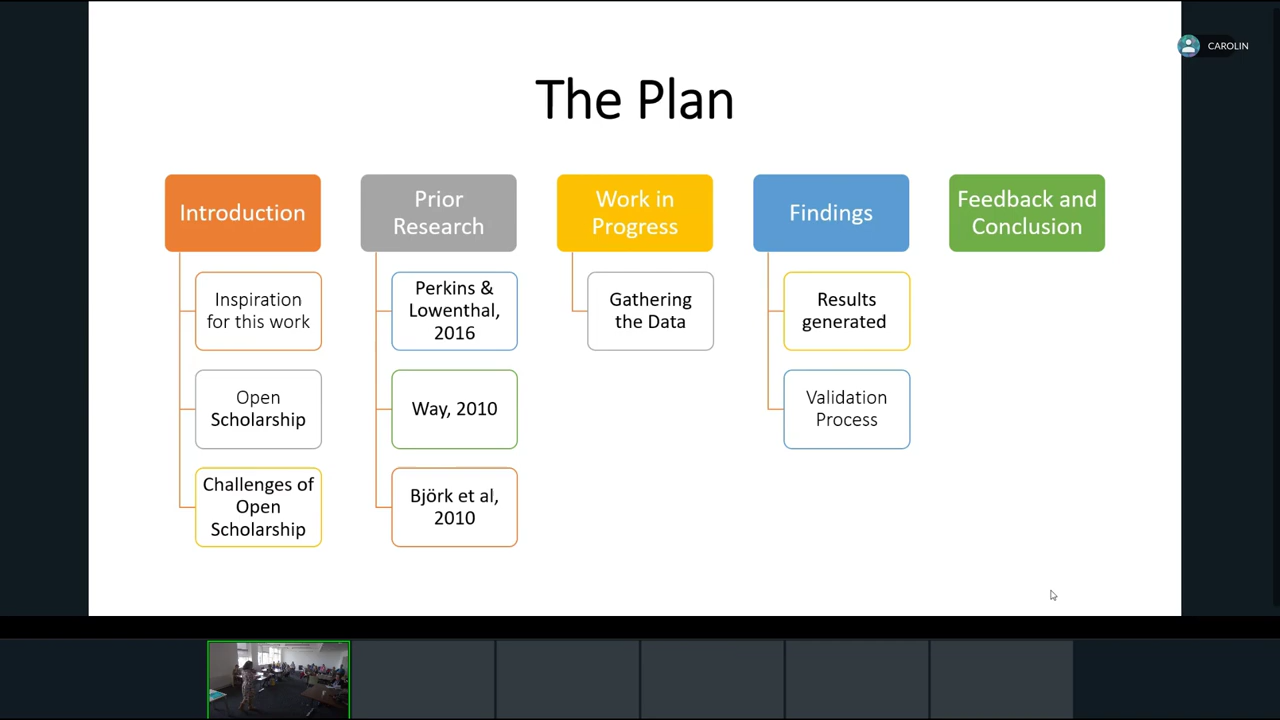 CAROLIN
The Plan
Introduction
Inspiration
for this work
Open
Scholarship
Challenges of
Open
Scholarship
Prior
Research
Perkins &
Lowenthal,
2016
Way, 2010
Björk et al,
2010
Work in
Progress
Gathering
the Data
Findings
Results
generated
Validation
Process
Feedback and
Conclusion